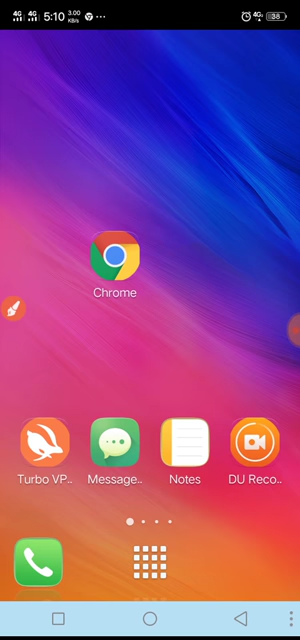 4G 4G 5:10 3.00 KB/s ... 4G 38
Chrome
Turbo VP.. Message.. Notes DU Reco..